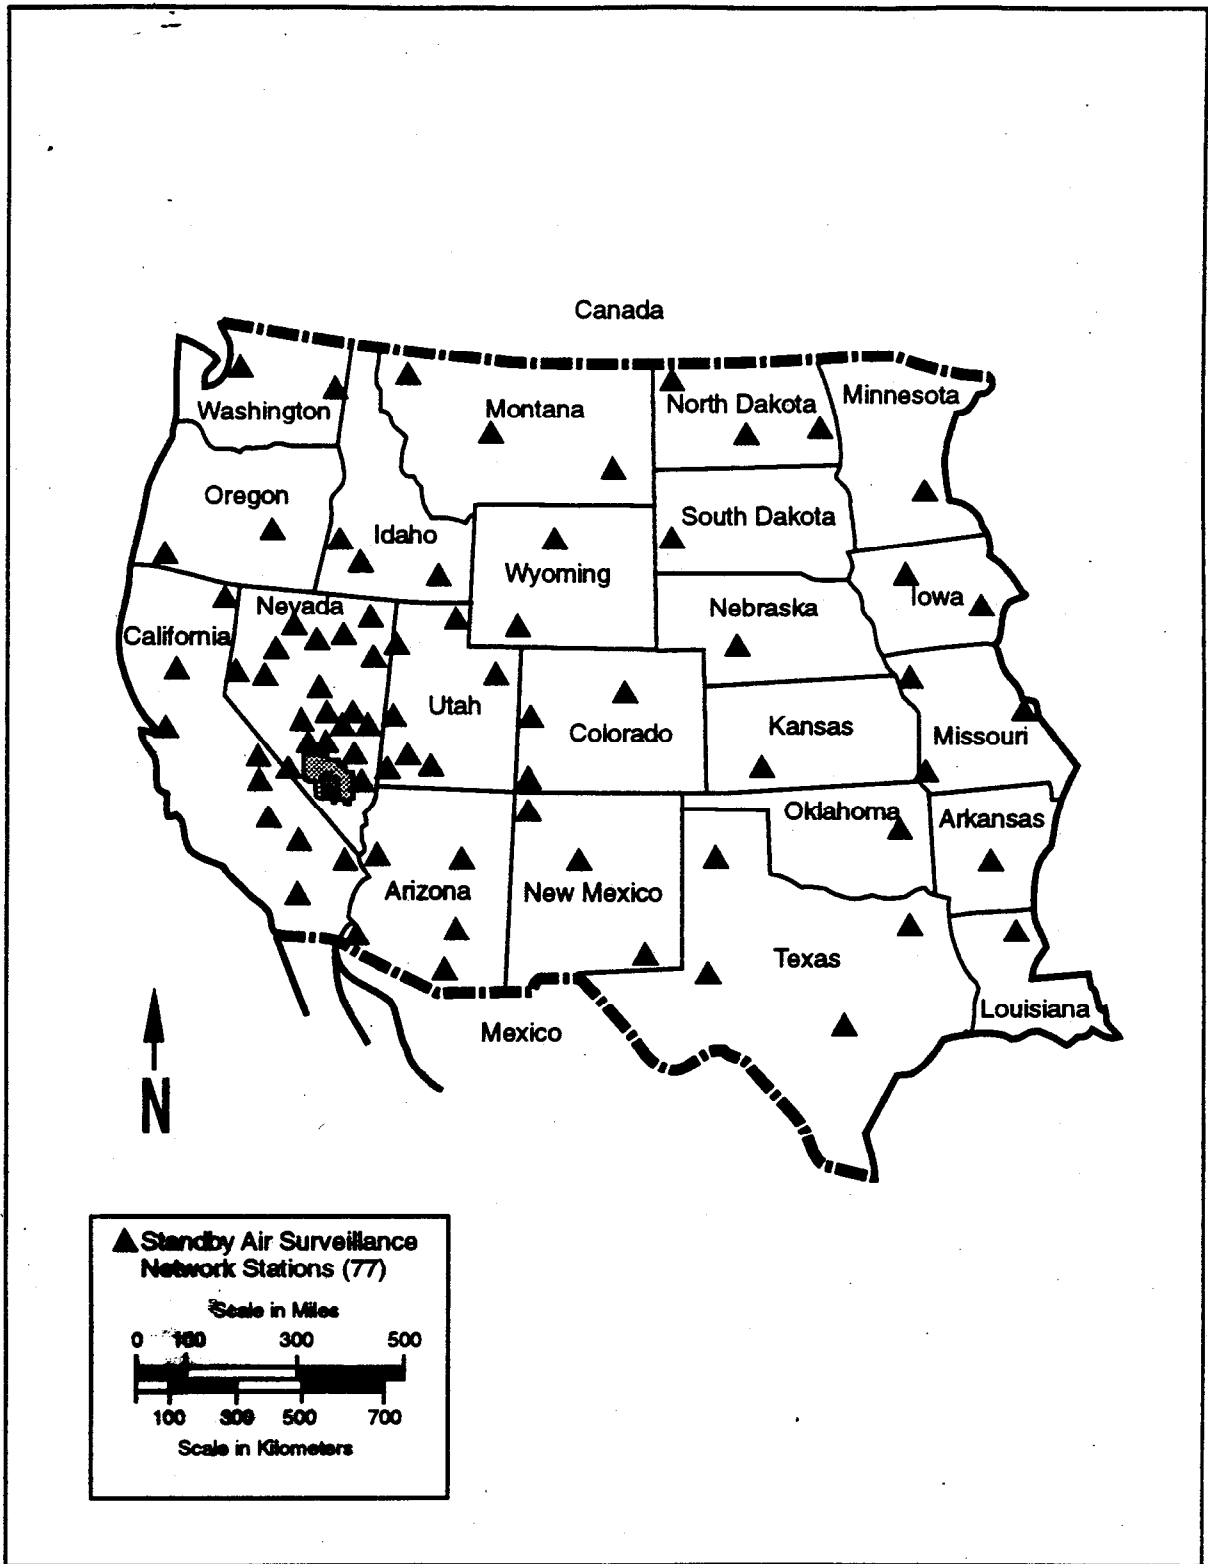 Canada
Washington
Montana
North Dakota
Minnesota
Oregon
Idaho
South Dakota
Wyoming
Nevada
Nebraska
Iowa
California
Utah
Colorado
Kansas
Missouri
Oklahoma
Arkansas
Arizona
New Mexico
Texas
Louisiana
Mexico
N
Standby Air Surveillance
Network Stations (77)
Scale in Miles
0 100 300 500
100 300 500 700
Scale in Kilometers